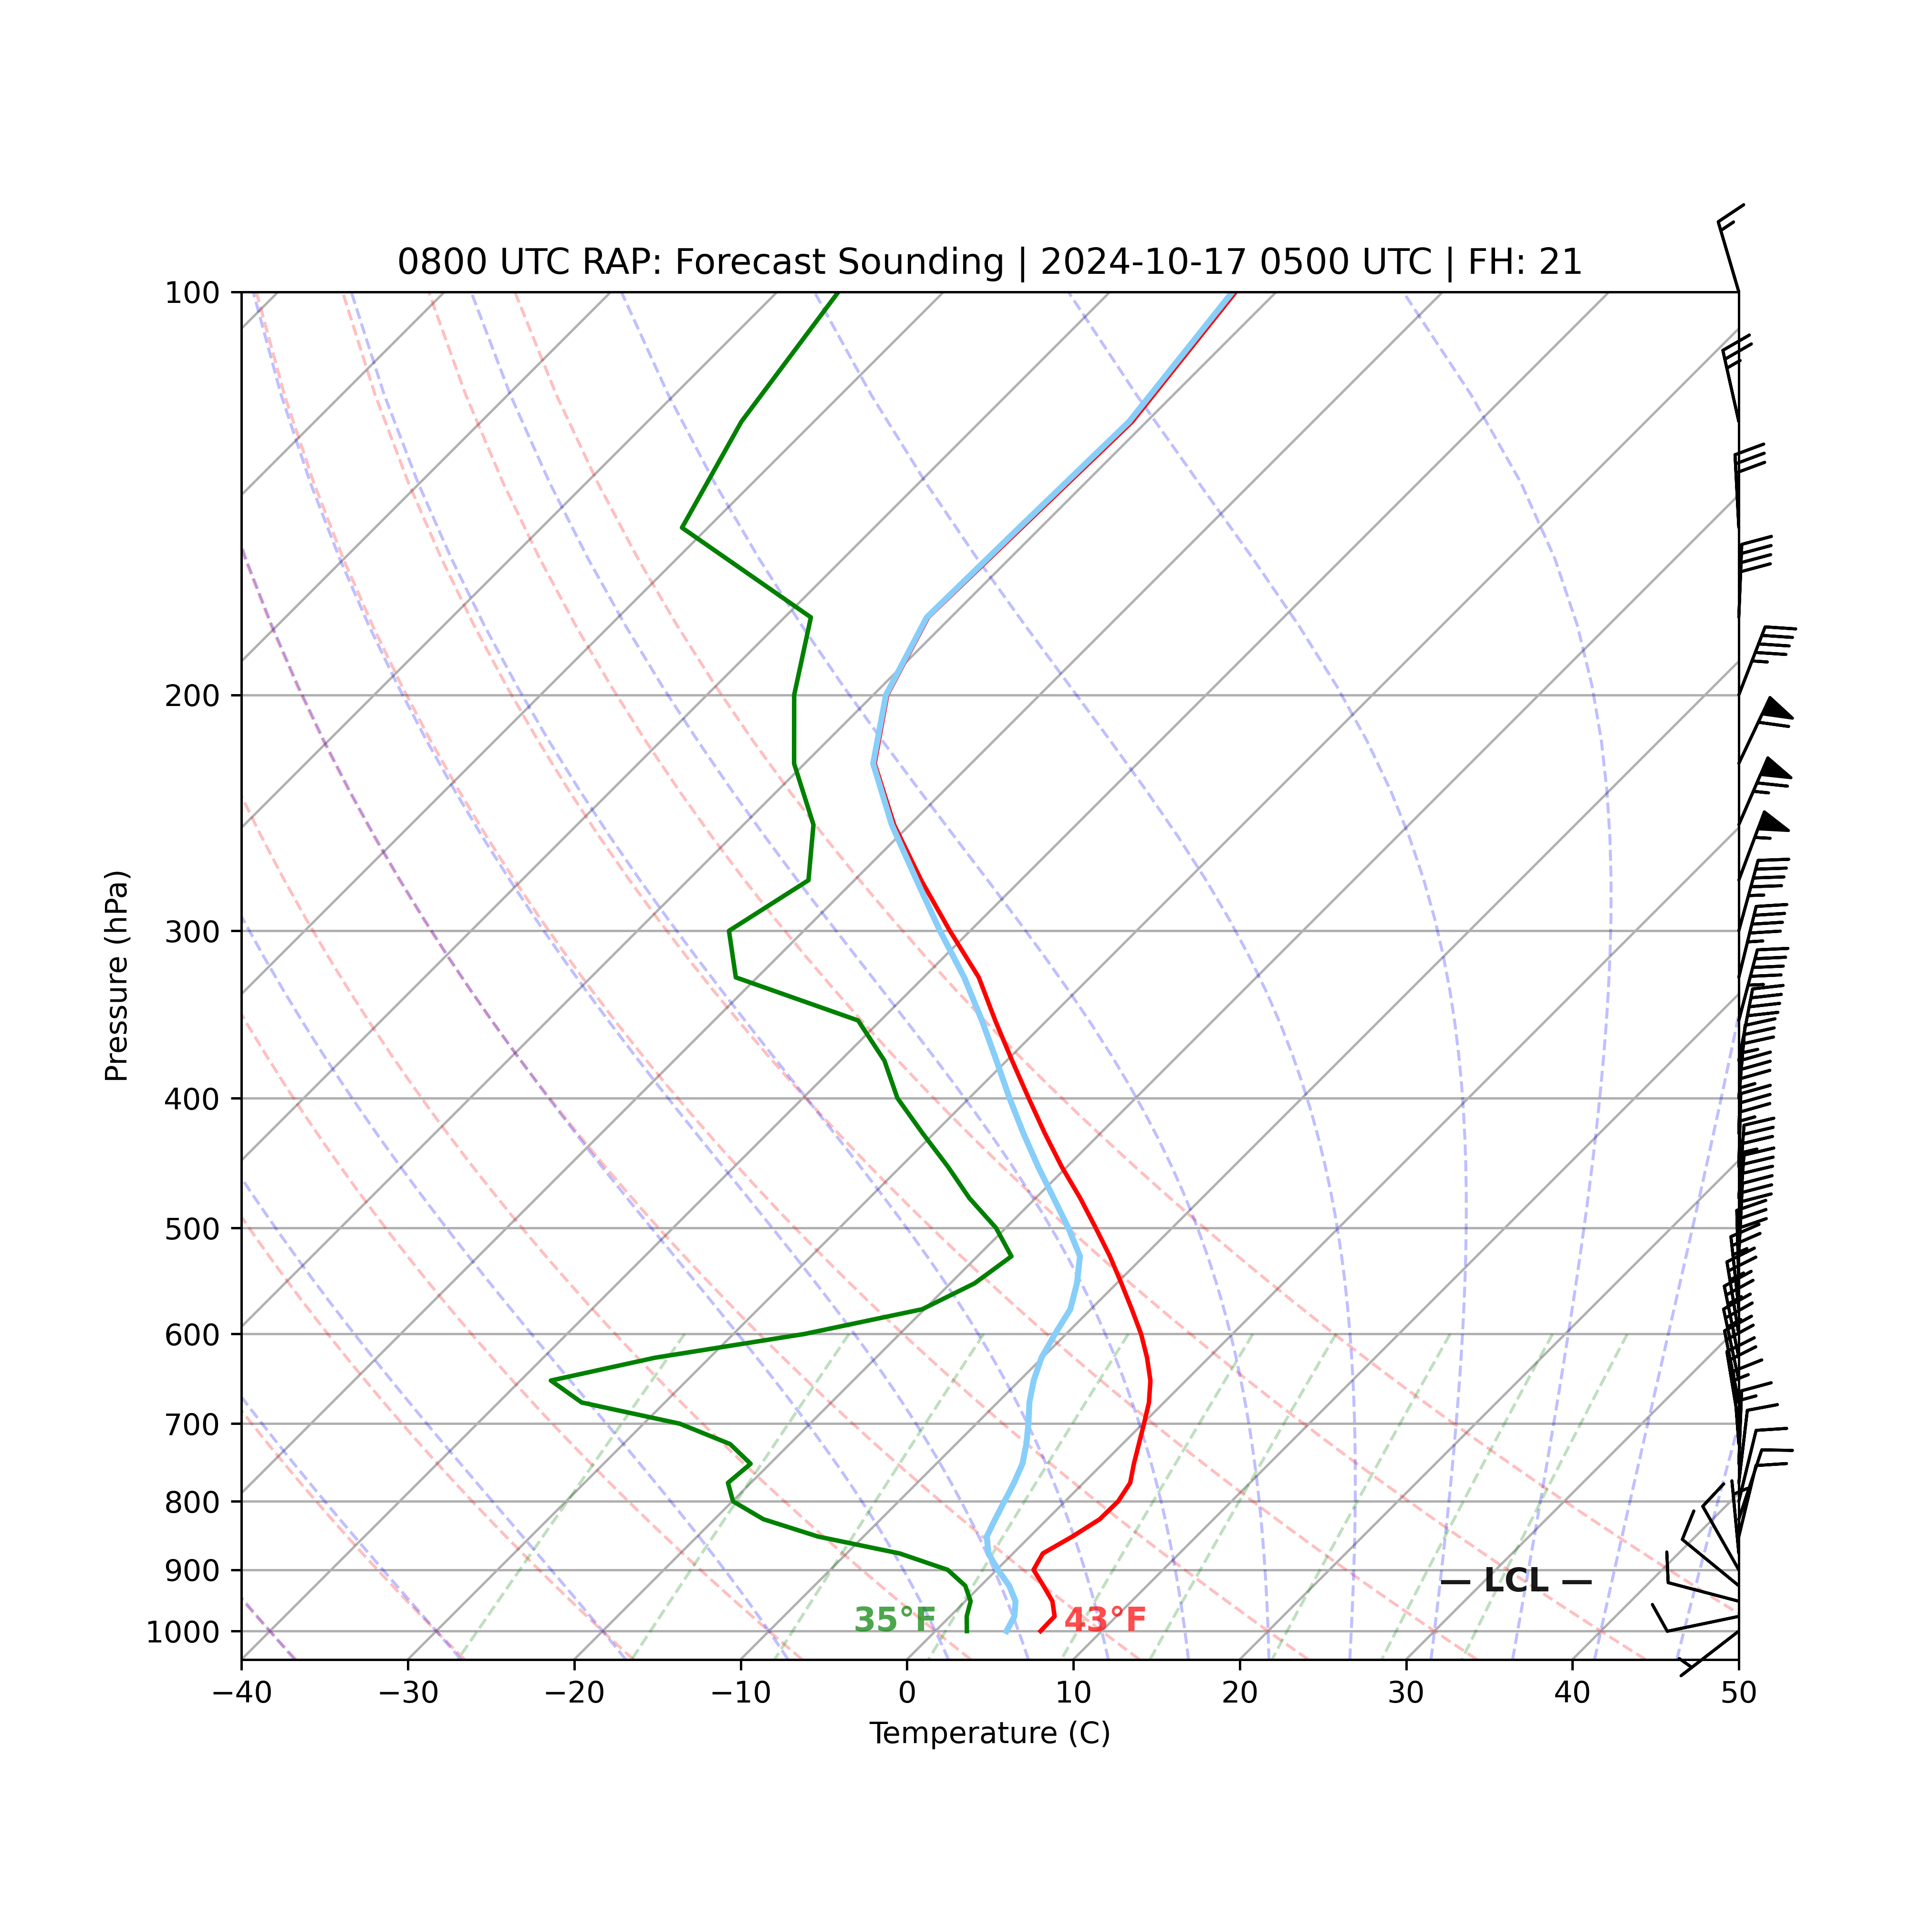 0800 UTC RAP: Forecast Sounding | 2024-10-17 0500 UTC | FH: 21
100
200
300
400
500
600
700
800
900
1000
Pressure (hPa)
— LCL —
35°F
43°F
−40 −30 −20 −10 0 10 20 30 40 50
Temperature (C)